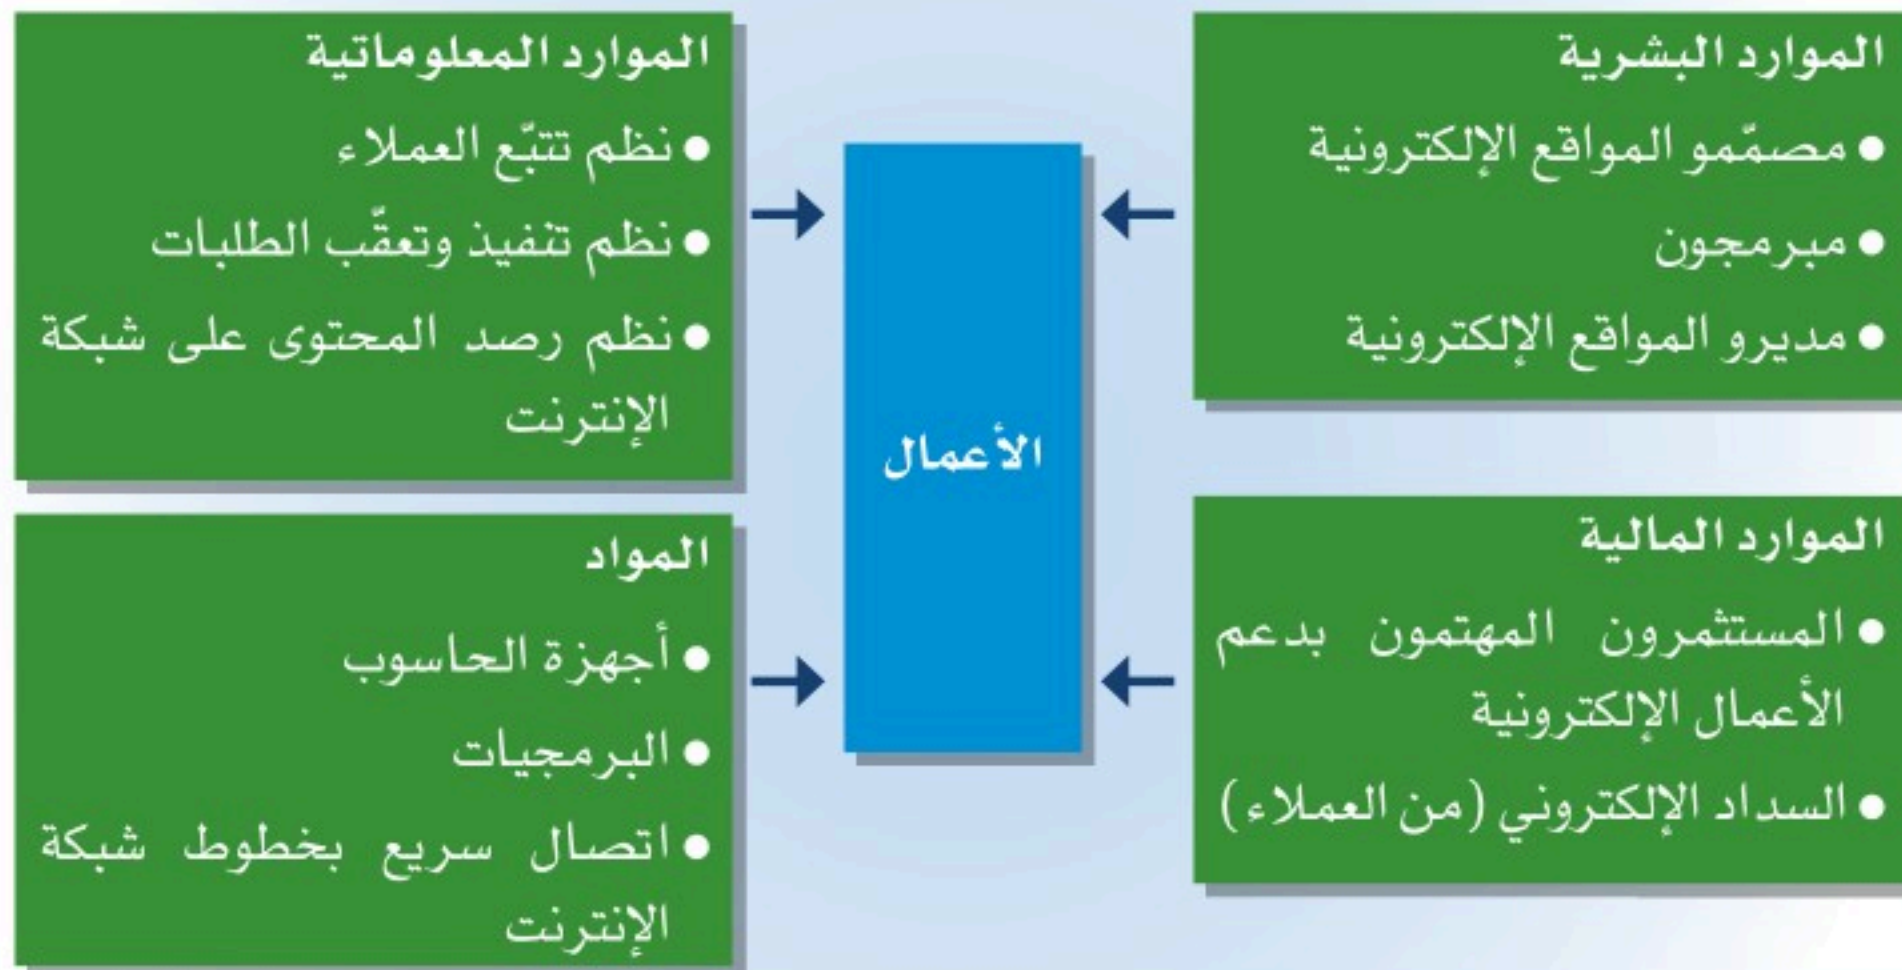 الموارد البشرية
● مصمّمو المواقع الإلكترونية
● مبرمجون
● مديرو المواقع الإلكترونية
الموارد المالية
● المستثمرون المهتمون بدعم
الأعمال الإلكترونية
● السداد الإلكتروني (من العملاء)
الأعمال
الموارد المعلوماتية
● نظم تتبّع العملاء
● نظم تنفيذ وتعقّب الطلبات
● نظم رصد المحتوى على شبكة
الإنترنت
المواد
● أجهزة الحاسوب
● البرمجيات
● اتصال سريع بخطوط شبكة
الإنترنت